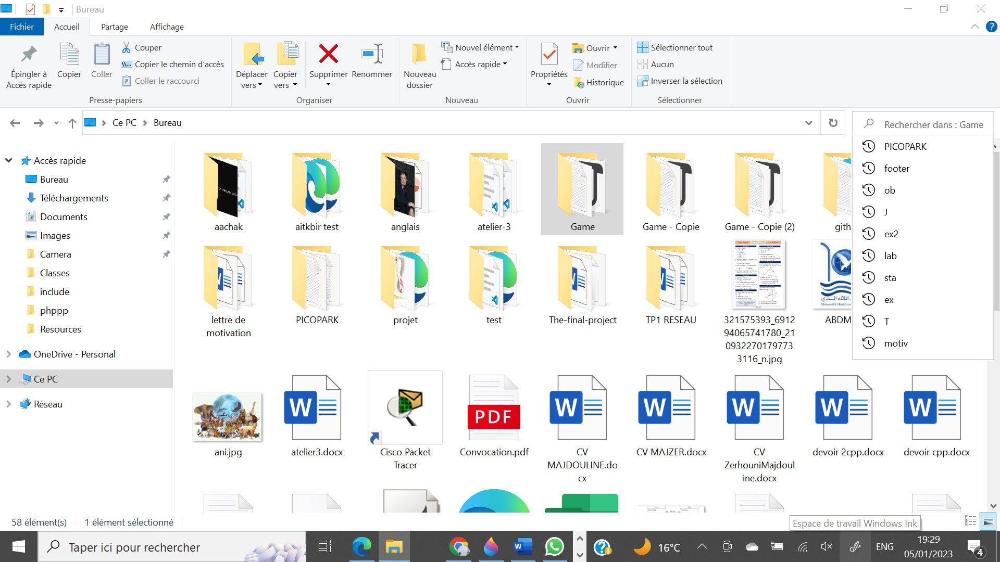 Bureau
Fichier
Accueil
Partage
Affichage
Épingler à
Accès rapide
Copier
Coller
Couper
Copier le chemin d'accès
Coller le raccourci
Presse-papiers
Déplacer
vers
Copier
vers
Supprimer
Renommer
Organiser
Nouveau
dossier
Nouvel élément
Accès rapide
Nouveau
Propriétés
Ouvrir
Modifier
Historique
Ouvrir
Sélectionner tout
Aucun
Inverser la sélection
Sélectionner
Ce PC
Bureau
Rechercher dans : Game
PICOPARK
footer
ob
J
ex2
lab
sta
ex
T
motiv
Accès rapide
Bureau
Téléchargements
Documents
Images
Camera
Classes
include
phppp
Resources
OneDrive - Personal
Ce PC
Réseau
aachak
aitkbir test
anglais
atelier-3
Game
Game - Copie
Game - Copie (2)
gith
lettre de
motivation
PICOPARK
projet
test
The-final-project
TP1 RESEAU
321575393_6912
94065741780_21
0932270179773
3116_n.jpg
ABDM
ani.jpg
atelier3.docx
Cisco Packet
Tracer
PDF
Convocation.pdf
CV
MAJDOULINE.do
cx
CV MAJZER.docx
CV
ZerhouniMajdoul
ine.docx
devoir 2cpp.docx
devoir cpp.docx
58 élément(s)
1 élément sélectionné
Espace de travail Windows Ink
Taper ici pour rechercher
16°C
ENG
19:29
05/01/2023
4